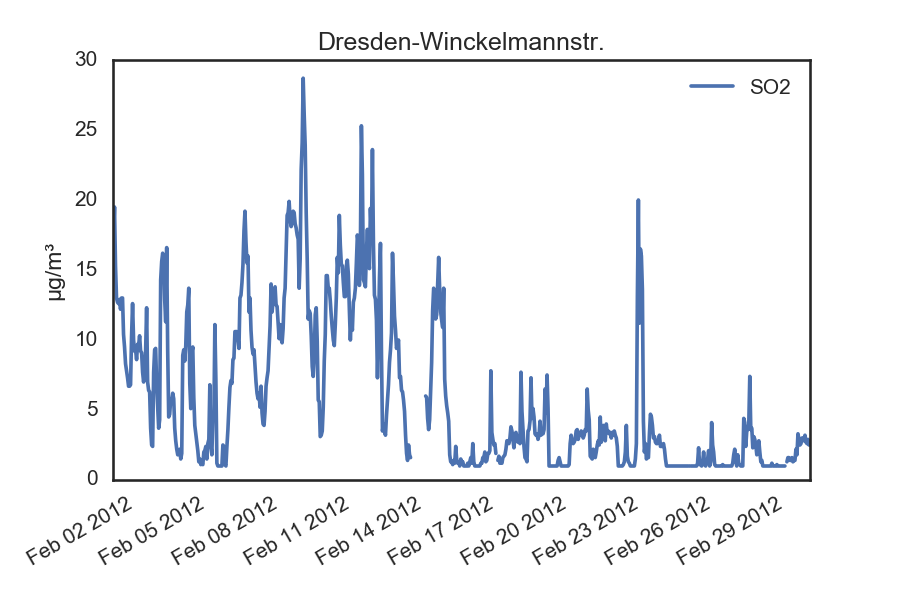 Dresden-Winckelmannstr.
30
25
20
15
10
5
0
µg/m³
SO2
Feb 02 2012
Feb 05 2012
Feb 08 2012
Feb 11 2012
Feb 14 2012
Feb 17 2012
Feb 20 2012
Feb 23 2012
Feb 26 2012
Feb 29 2012